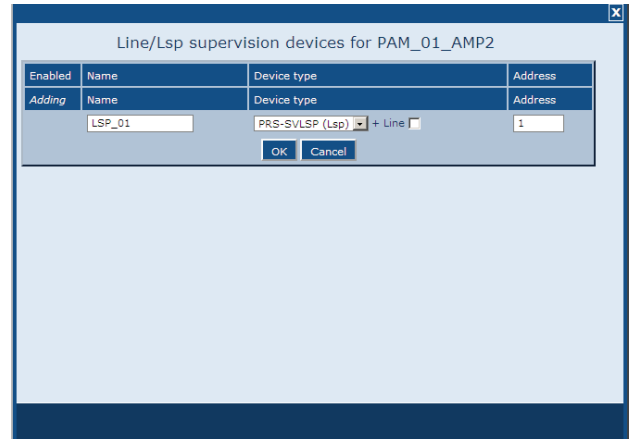 X
Line/Lsp supervision devices for PAM_01_AMP2
Enabled Name Device type Address
Adding Name Device type Address
LSP_01 PRS-SVLSP (Lsp) + Line 1
OK Cancel